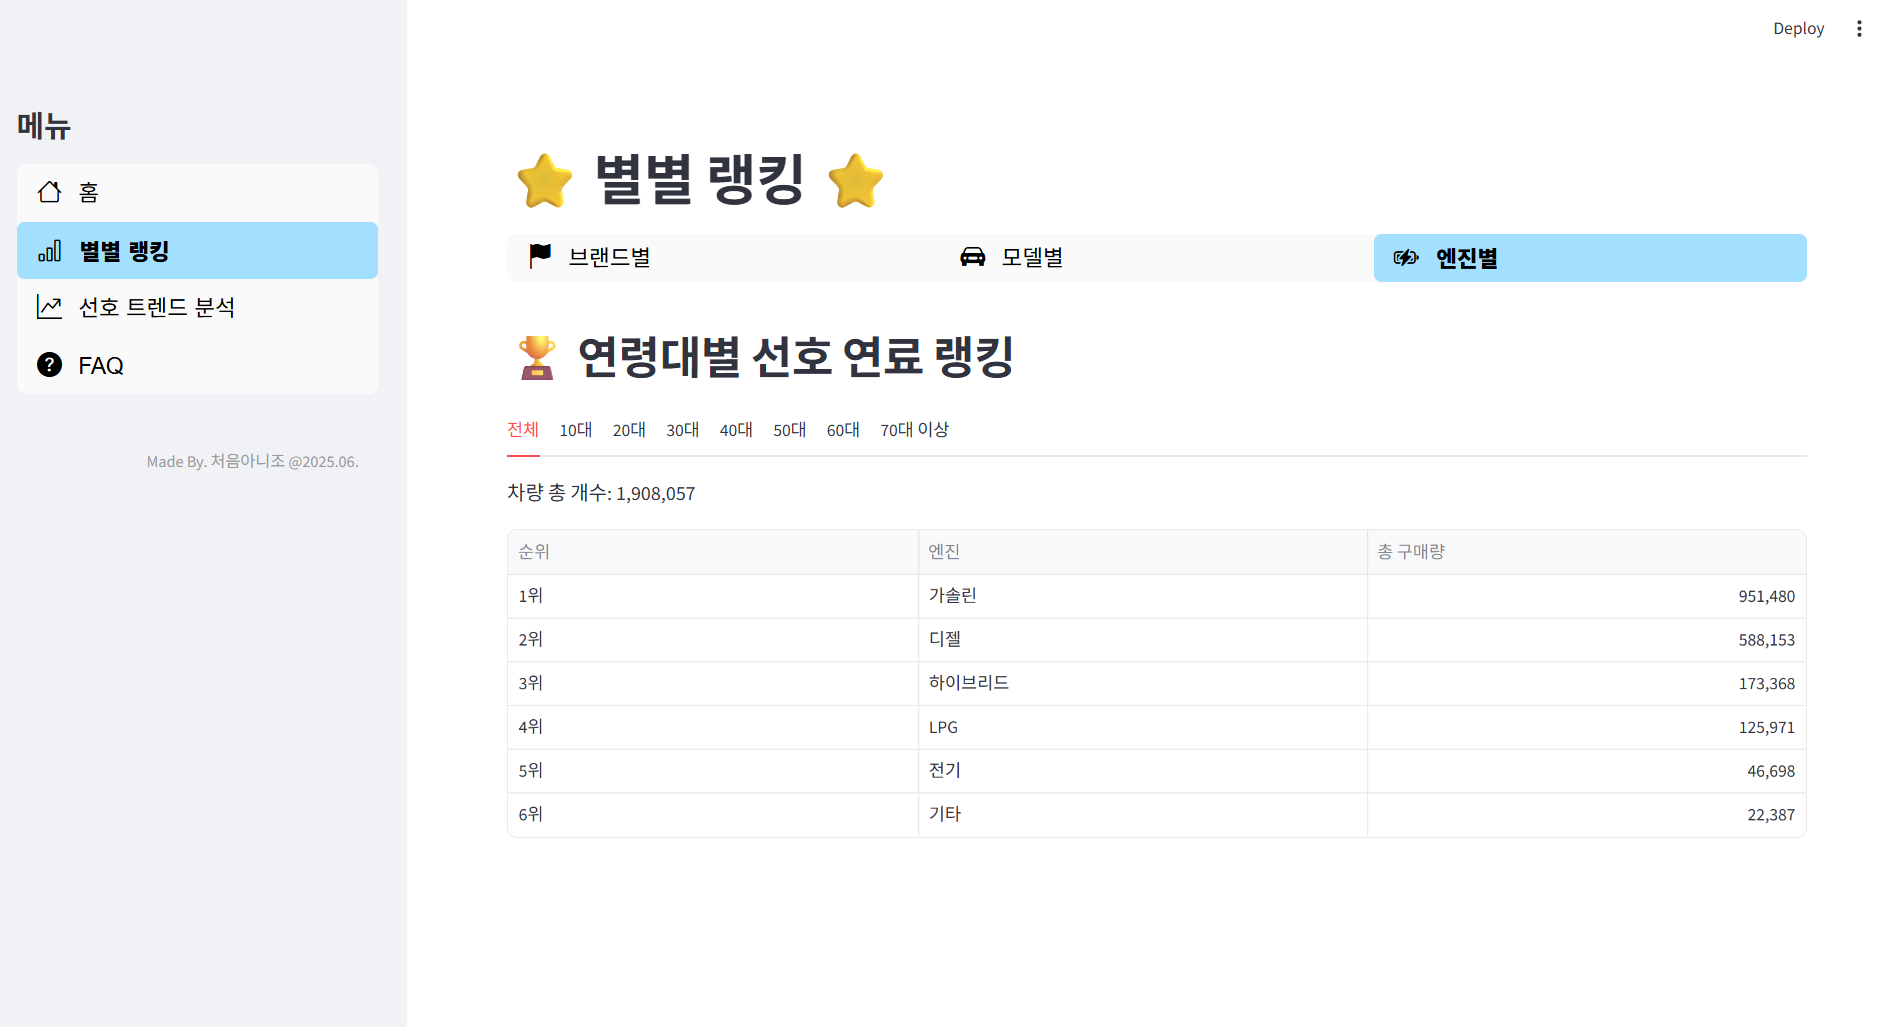 Deploy
메뉴
홈
별별 랭킹
선호 트렌드 분석
FAQ
Made By. 처음아니조 @2025.06.
별별 랭킹
브랜드별 모델별 엔진별
연령대별 선호 연료 랭킹
전체 10대 20대 30대 40대 50대 60대 70대 이상
차량 총 개수: 1,908,057
순위 엔진 총 구매량
1위 가솔린 951,480
2위 디젤 588,153
3위 하이브리드 173,368
4위 LPG 125,971
5위 전기 46,698
6위 기타 22,387